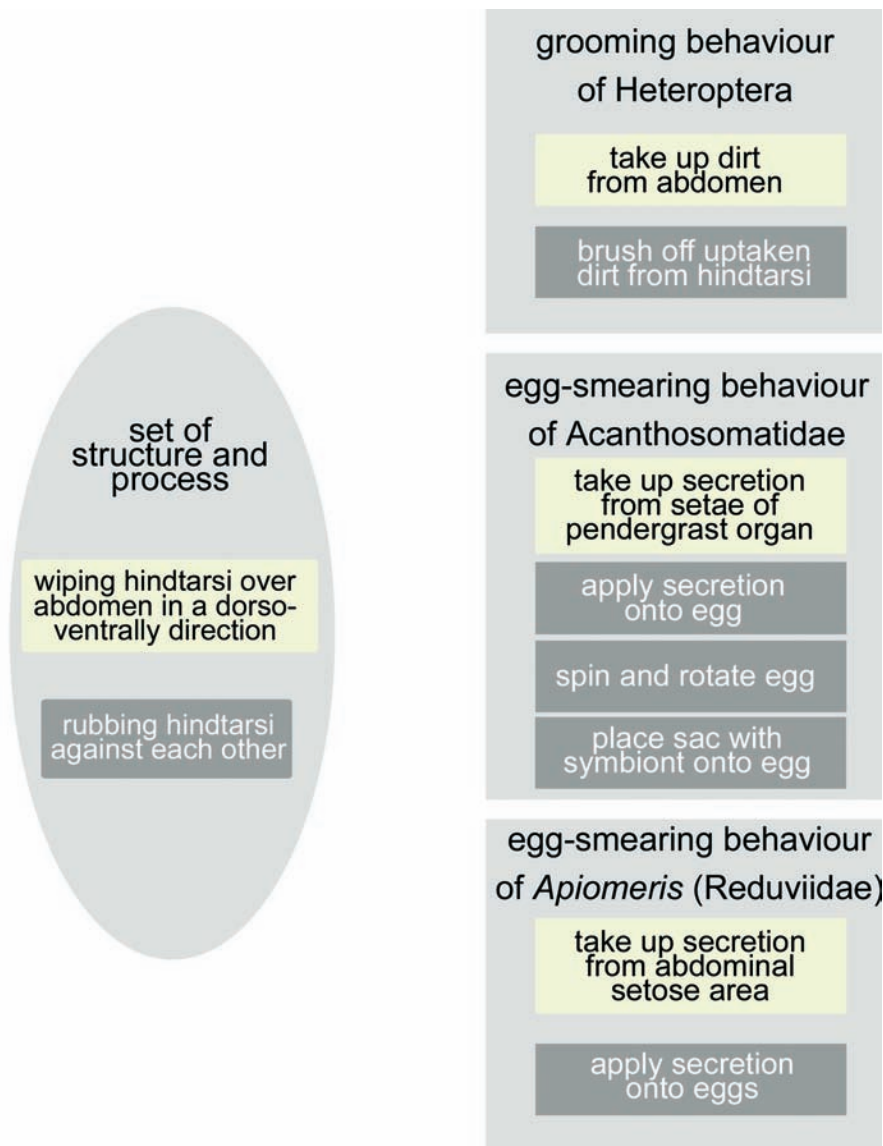 set of
structure and
process
wiping hindtarsi over
abdomen in a dorso-
ventrally direction
rubbing hindtarsi
against each other
grooming behaviour
of Heteroptera
take up dirt
from abdomen
brush off uptaken
dirt from hindtarsi
egg-smearing behaviour
of Acanthosomatidae
take up secretion
from setae of
pendergrast organ
apply secretion
onto egg
spin and rotate egg
place sac with
symbiont onto egg
egg-smearing behaviour
of Apiomeris (Reduviidae)
take up secretion
from abdominal
setose area
apply secretion
onto eggs